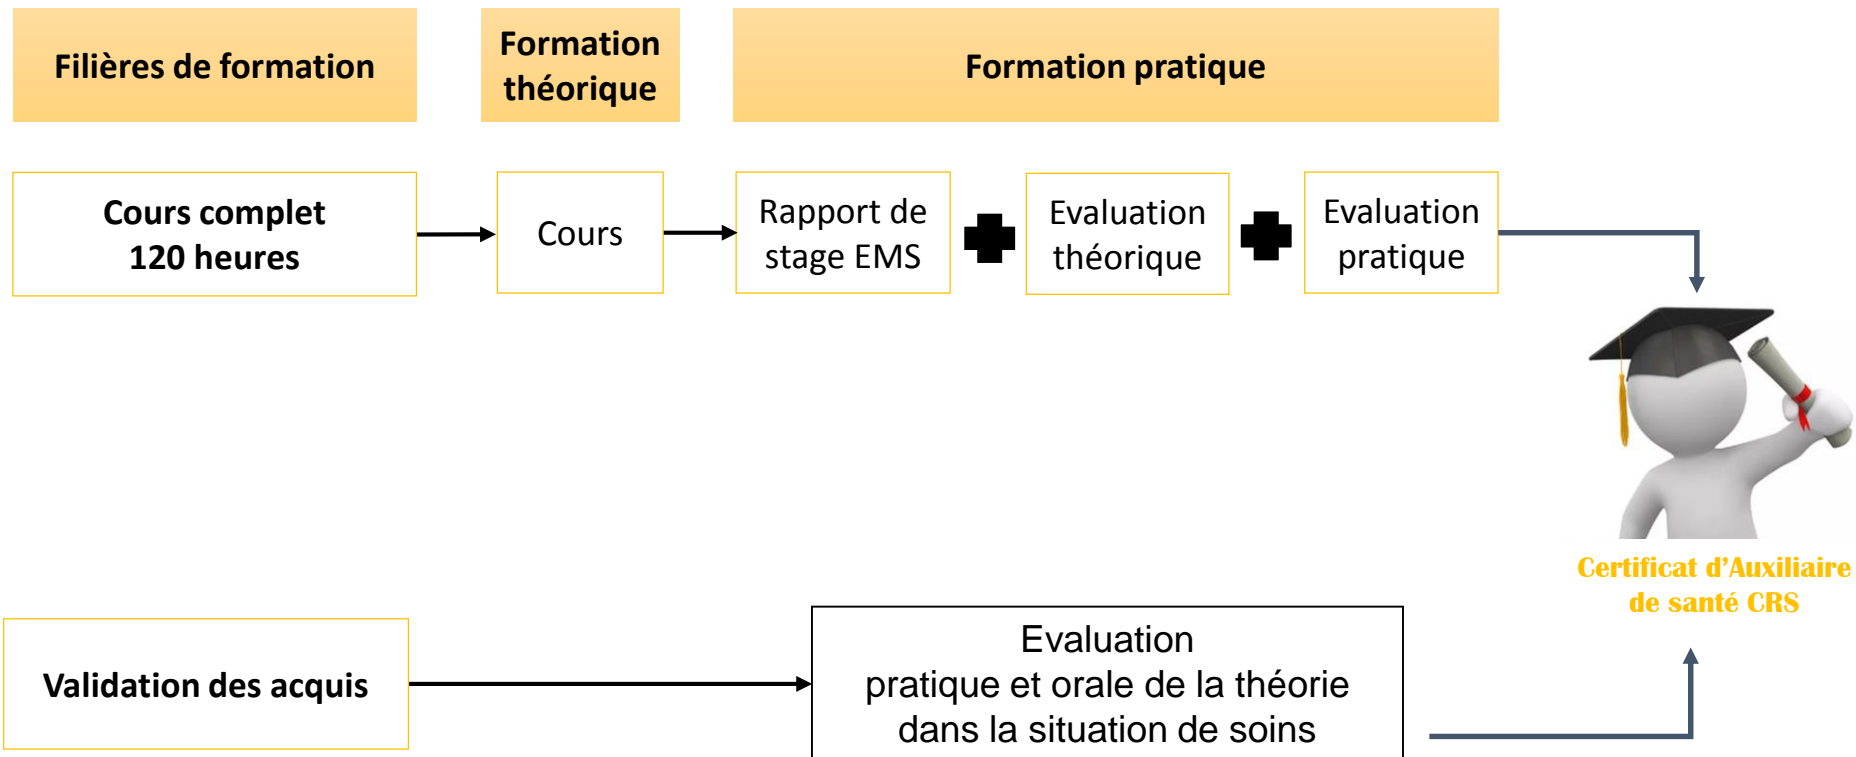 Filières de formation
Formation
théorique
Formation pratique
Cours complet
120 heures
Cours
Rapport de
stage EMS
Evaluation
théorique
Evaluation
pratique
Certificat d’Auxiliaire
de santé CRS
Validation des acquis
Evaluation
pratique et orale de la théorie
dans la situation de soins